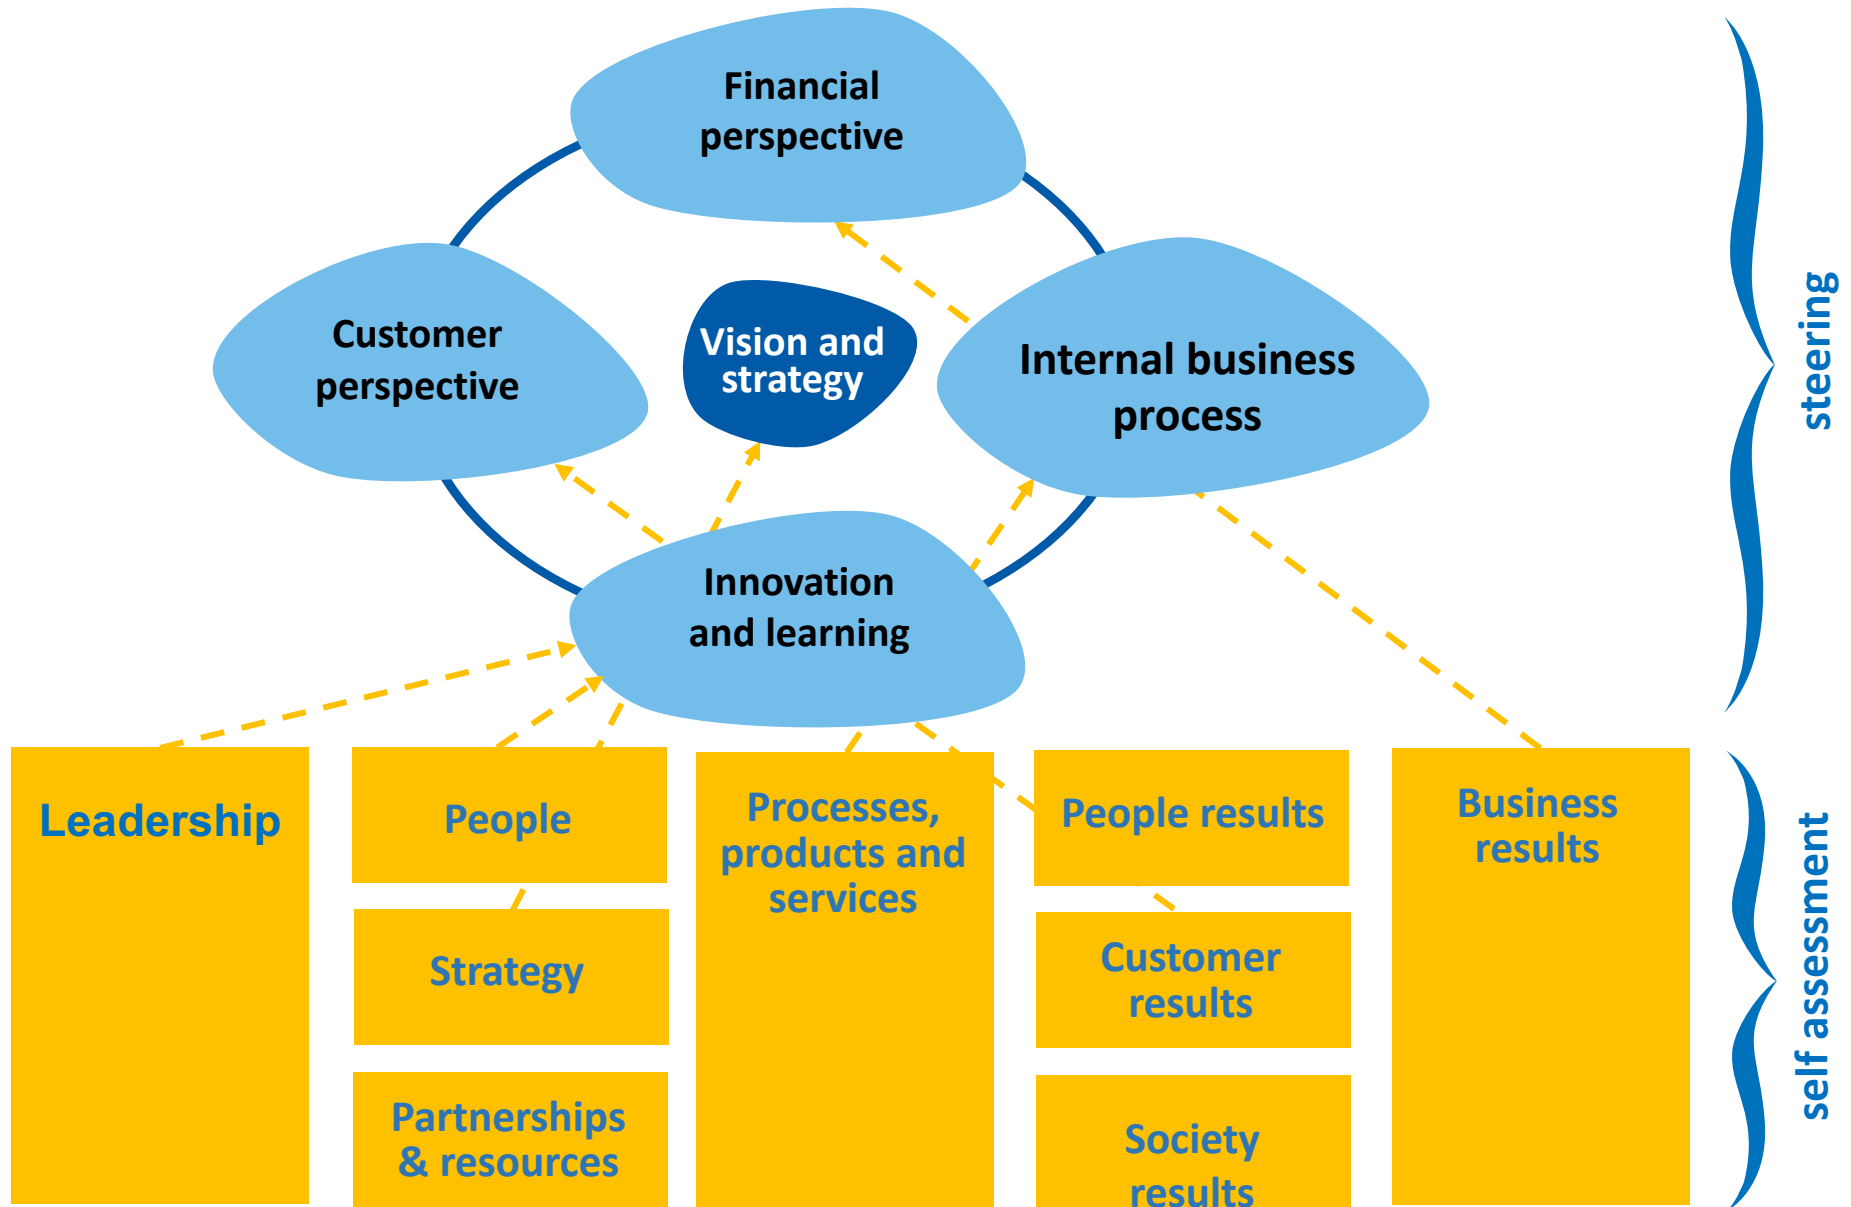 Financial
perspective
Customer
perspective
Vision and
strategy
Internal business
process
Innovation
and learning
steering
Leadership
People
Strategy
Partnerships
& resources
Processes,
products and
services
People results
Customer
results
Society
results
Business
results
self assessment